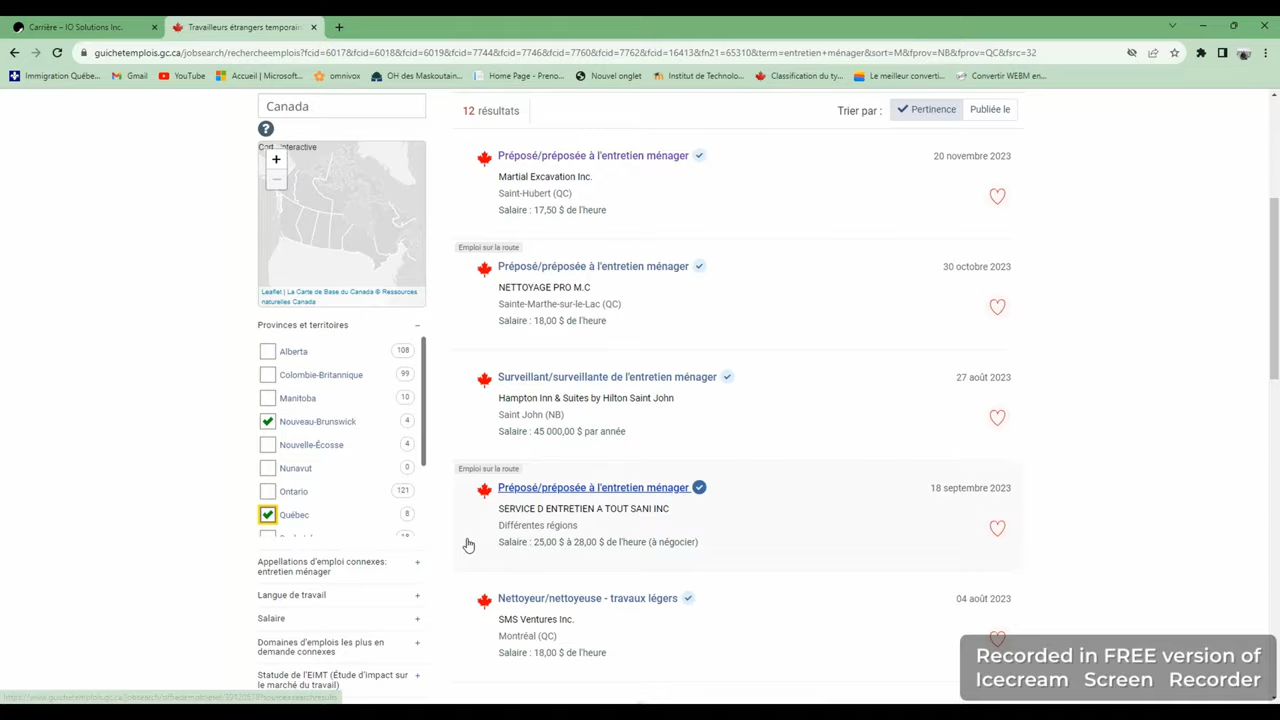 Carrière – IO Solutions Inc.
Travailleurs étrangers temporain
guichetemplois.gc.ca/jobsearch/rechercheemplois?fcid=6017&fcid=6018&fcid=6019&fcid=7744&fcid=7746&fcid=7760&fcid=7762&fcid=16413&fn21=65310&term=entretien+ménager&sort=M&fprov=NB&fprov=QC&fsrc=32
Immigration Québe...
Gmail
YouTube
Accueil | Microsoft...
omnivox
OH des Maskoutain...
Home Page - Preno...
Nouvel onglet
Institut de Technolo...
Classification du ty...
Le meilleur converti...
Convertir WEBM en...
Canada
12 résultats
Trier par :
Pertinence
Publiée le
?
interactive
+
−
Leaflet | La Carte de Base du Canada © Ressources
naturelles Canada
Provinces et territoires −
Alberta 108
Colombie-Britannique 99
Manitoba 10
Nouveau-Brunswick 4
Nouvelle-Écosse 4
Nunavut 0
Ontario 121
Québec 8
Appellations d'emploi connexes: +
entretien ménager
Langue de travail +
Salaire +
Domaines d'emplois les plus en +
demande connexes
Statude de l'EIMT (Étude d'impact sur +
le marché du travail)
Préposé/préposée à l'entretien ménager
20 novembre 2023
Martial Excavation Inc.
Saint-Hubert (QC)
Salaire : 17,50 $ de l'heure
Emploi sur la route
Préposé/préposée à l'entretien ménager
30 octobre 2023
NETTOYAGE PRO M.C
Sainte-Marthe-sur-le-Lac (QC)
Salaire : 18,00 $ de l'heure
Surveillant/surveillante de l'entretien ménager
27 août 2023
Hampton Inn & Suites by Hilton Saint John
Saint John (NB)
Salaire : 45 000,00 $ par année
Emploi sur la route
Préposé/préposée à l'entretien ménager
18 septembre 2023
SERVICE D ENTRETIEN A TOUT SANI INC
Différentes régions
Salaire : 25,00 $ à 28,00 $ de l'heure (à négocier)
Nettoyeur/nettoyeuse - travaux légers
04 août 2023
SMS Ventures Inc.
Montréal (QC)
Salaire : 18,00 $ de l'heure
Recorded in FREE version of
Icecream Screen Recorder